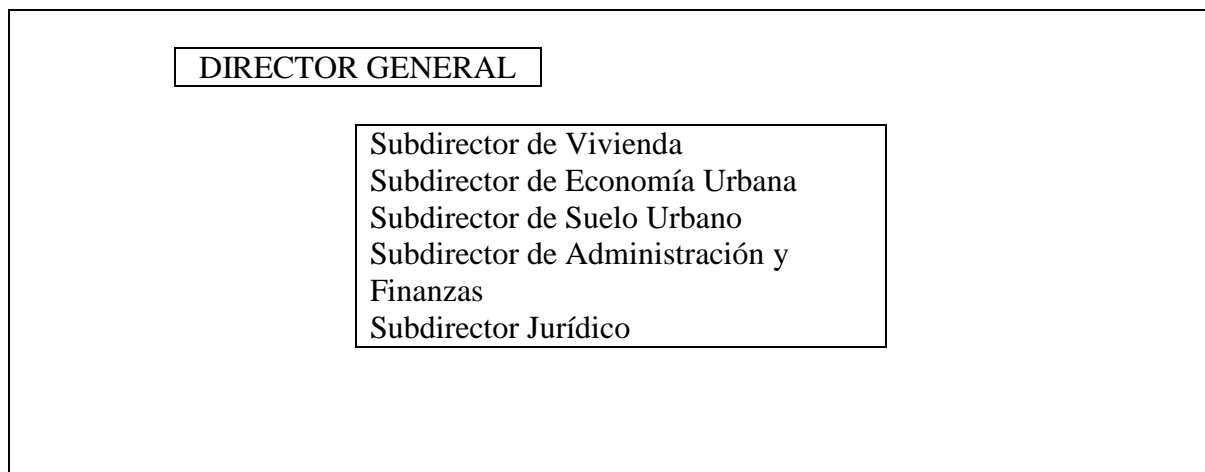 DIRECTOR GENERAL
Subdirector de Vivienda
Subdirector de Economía Urbana
Subdirector de Suelo Urbano
Subdirector de Administración y
Finanzas
Subdirector Jurídico